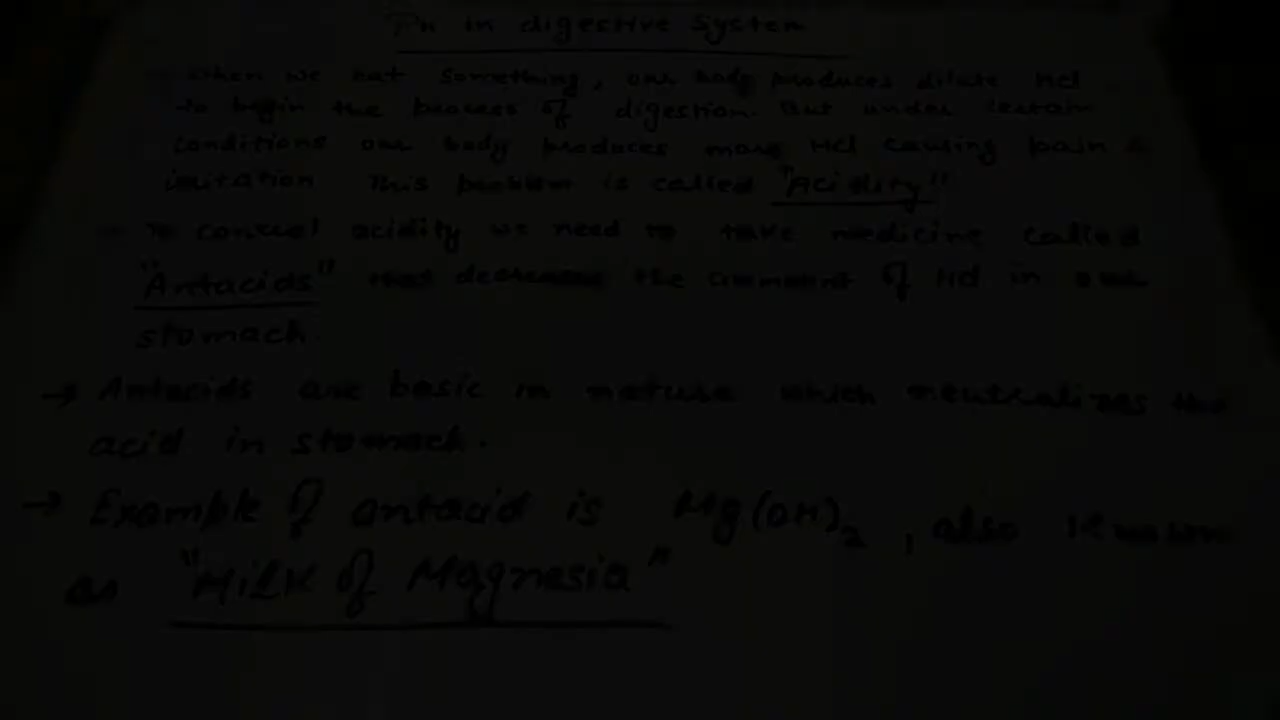 PH in digestive System
when we eat something, our body produces dilute HCl
to begin the process of digestion. But under certain
conditions our body produces more HCl causing pain &
irritation This problem is called "Acidity"
To control acidity we need to take medicine called
"Antacids" that decreases the ammount of HCl in our
stomach.
→ Antacids are basic in nature which neutralizes the
acid in stomach.
→ Example of antacid is Mg(OH)2, also known
as "Milk of Magnesia"